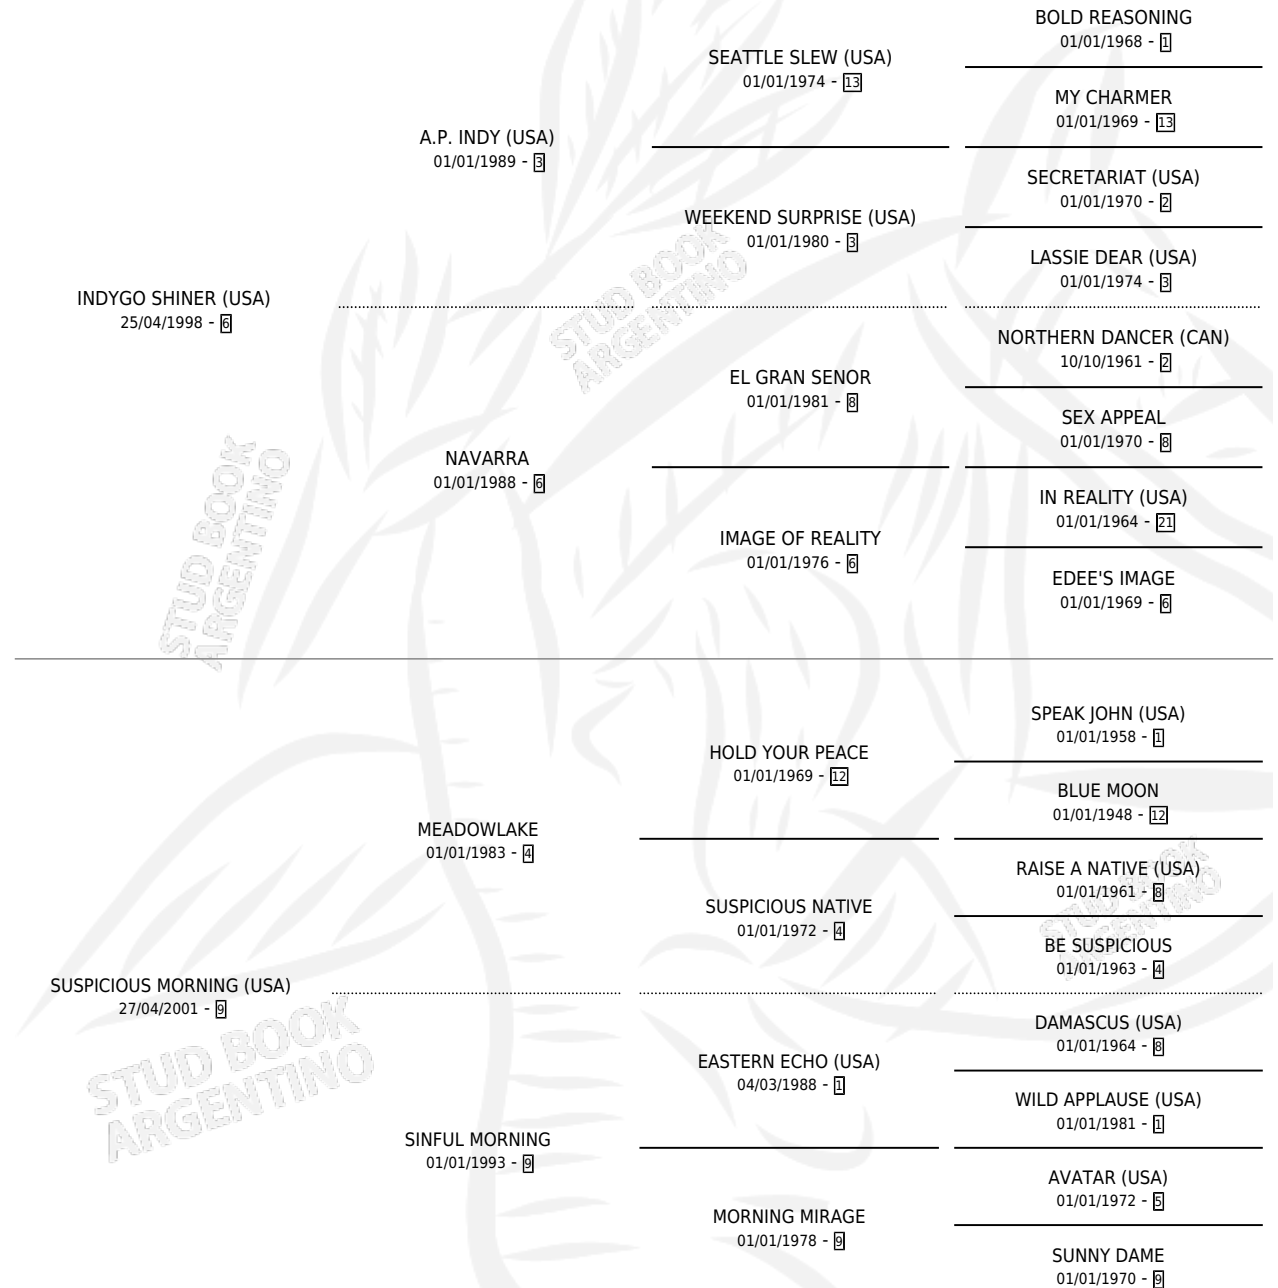 BOLD REASONING
01/01/1968 - 1
SEATTLE SLEW (USA)
01/01/1974 - 13
MY CHARMER
01/01/1969 - 13
A.P. INDY (USA)
01/01/1989 - 3
SECRETARIAT (USA)
01/01/1970 - 2
WEEKEND SURPRISE (USA)
01/01/1980 - 3
LASSIE DEAR (USA)
01/01/1974 - 3
INDYGO SHINER (USA)
25/04/1998 - 6
NORTHERN DANCER (CAN)
10/10/1961 - 2
EL GRAN SENOR
01/01/1981 - 8
SEX APPEAL
01/01/1970 - 8
NAVARRA
01/01/1988 - 6
IN REALITY (USA)
01/01/1964 - 21
IMAGE OF REALITY
01/01/1976 - 6
EDEE'S IMAGE
01/01/1969 - 6
SPEAK JOHN (USA)
01/01/1958 - 1
HOLD YOUR PEACE
01/01/1969 - 12
BLUE MOON
01/01/1948 - 12
MEADOWLAKE
01/01/1983 - 4
RAISE A NATIVE (USA)
01/01/1961 - 8
SUSPICIOUS NATIVE
01/01/1972 - 4
BE SUSPICIOUS
01/01/1963 - 4
SUSPICIOUS MORNING (USA)
27/04/2001 - 9
DAMASCUS (USA)
01/01/1964 - 8
EASTERN ECHO (USA)
04/03/1988 - 1
WILD APPLAUSE (USA)
01/01/1981 - 1
SINFUL MORNING
01/01/1993 - 9
AVATAR (USA)
01/01/1972 - 5
MORNING MIRAGE
01/01/1978 - 9
SUNNY DAME
01/01/1970 - 9
STUD BOOK
ARGENTINO
STUD BOOK
ARGENTINO
STUD BOOK
ARGENTINO
STUD BOOK
ARGENTINO